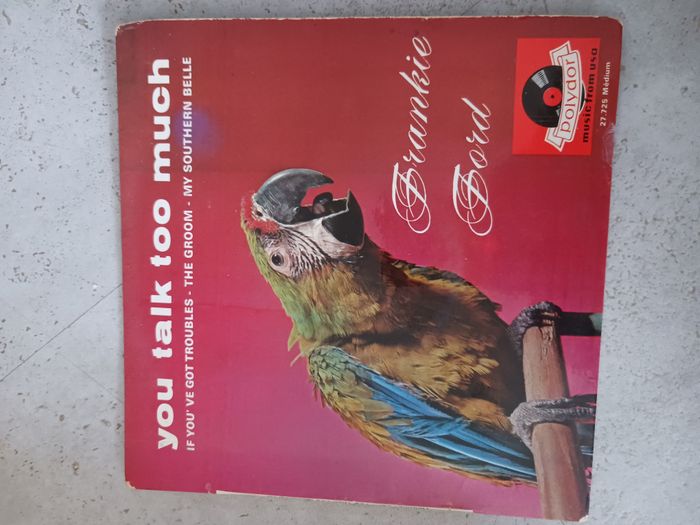 you talk too much
IF YOU'VE GOT TROUBLES - THE GROOM - MY SOUTHERN BELLE
Frankie
Ford
polydor
music from usa
27.725 Médium